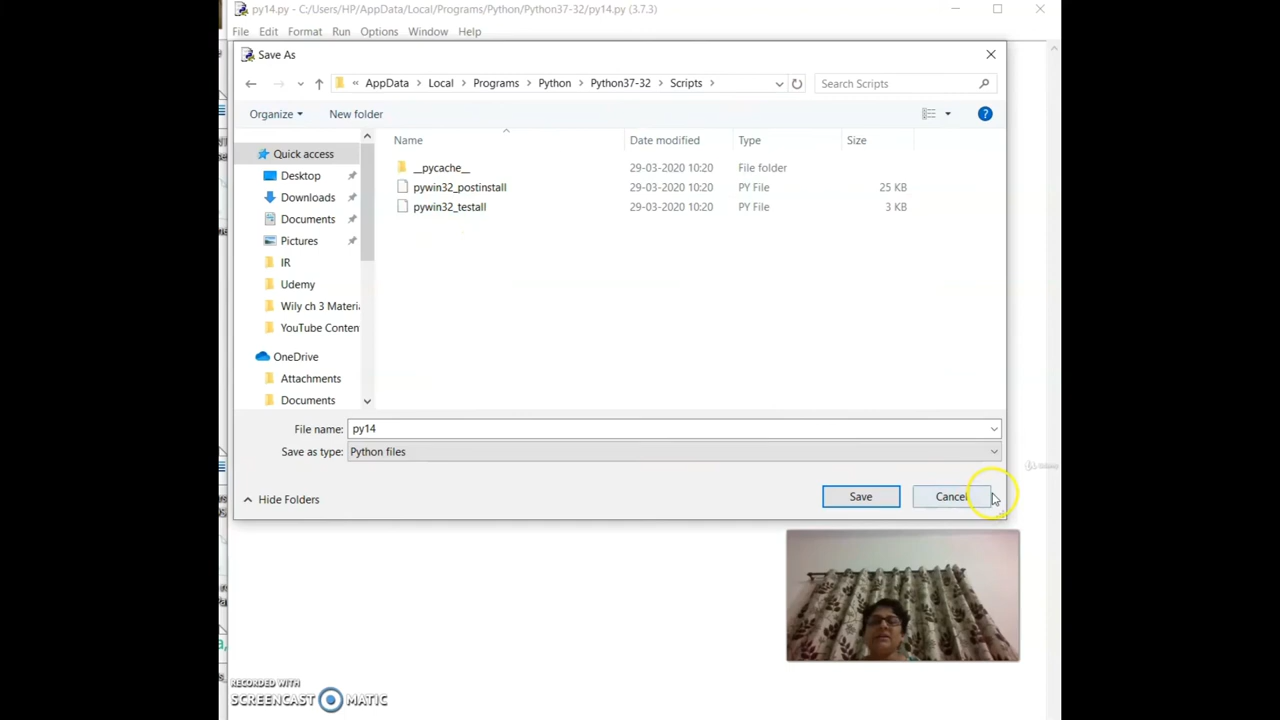 py14.py - C:/Users/HP/AppData/Local/Programs/Python/Python37-32/py14.py (3.7.3)
File Edit Format Run Options Window Help
Save As
« AppData > Local > Programs > Python > Python37-32 > Scripts >
Search Scripts
Organize New folder
Name Date modified Type Size
Quick access
Desktop
Downloads
Documents
Pictures
IR
Udemy
Wily ch 3 Materi
YouTube Conten
OneDrive
Attachments
Documents
__pycache__ 29-03-2020 10:20 File folder
pywin32_postinstall 29-03-2020 10:20 PY File 25 KB
pywin32_testall 29-03-2020 10:20 PY File 3 KB
File name: py14
Save as type: Python files
Hide Folders
Save Cancel
RECORDED WITH
SCREENCAST MATIC